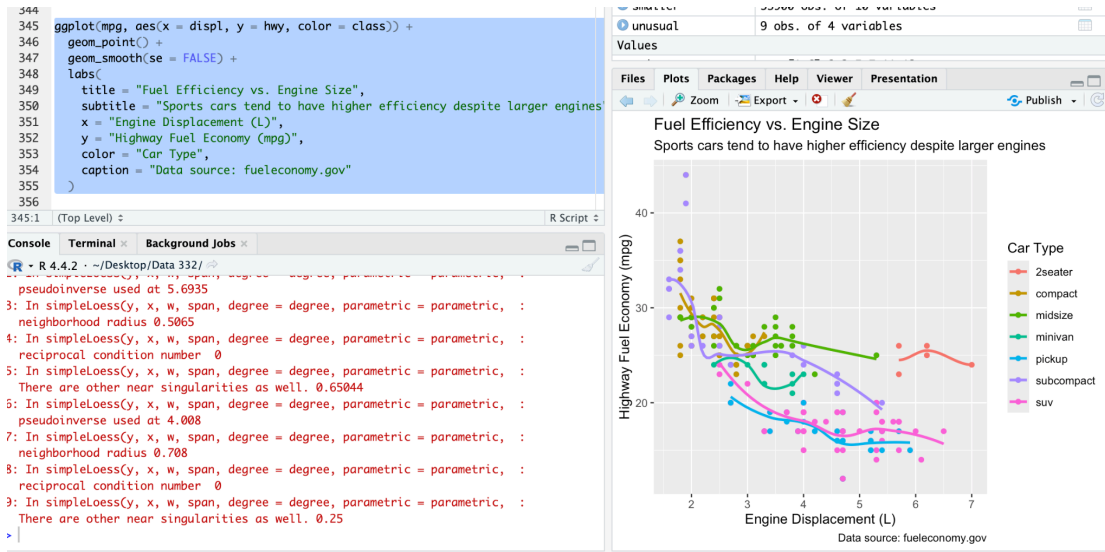 344
345 ggplot(mpg, aes(x = displ, y = hwy, color = class)) +
346 geom_point() +
347 geom_smooth(se = FALSE) +
348 labs(
349 title = "Fuel Efficiency vs. Engine Size",
350 subtitle = "Sports cars tend to have higher efficiency despite larger engines"
351 x = "Engine Displacement (L)",
352 y = "Highway Fuel Economy (mpg)",
353 color = "Car Type",
354 caption = "Data source: fueleconomy.gov"
355 )
356
345:1 (Top Level) R Script
Console Terminal × Background Jobs ×
R 4.4.2 · ~/Desktop/Data 332/
pseudoinverse used at 5.6935
3: In simpleLoess(y, x, w, span, degree = degree, parametric = parametric, :
neighborhood radius 0.5065
4: In simpleLoess(y, x, w, span, degree = degree, parametric = parametric, :
reciprocal condition number 0
5: In simpleLoess(y, x, w, span, degree = degree, parametric = parametric, :
There are other near singularities as well. 0.65044
6: In simpleLoess(y, x, w, span, degree = degree, parametric = parametric, :
pseudoinverse used at 4.008
7: In simpleLoess(y, x, w, span, degree = degree, parametric = parametric, :
neighborhood radius 0.708
8: In simpleLoess(y, x, w, span, degree = degree, parametric = parametric, :
reciprocal condition number 0
9: In simpleLoess(y, x, w, span, degree = degree, parametric = parametric, :
There are other near singularities as well. 0.25
>
unusual 9 obs. of 4 variables
Values
Files Plots Packages Help Viewer Presentation
Zoom Export Publish
Fuel Efficiency vs. Engine Size
Sports cars tend to have higher efficiency despite larger engines
Highway Fuel Economy (mpg)
40
30
20
2 3 4 5 6 7
Engine Displacement (L)
Car Type
2seater
compact
midsize
minivan
pickup
subcompact
suv
Data source: fueleconomy.gov